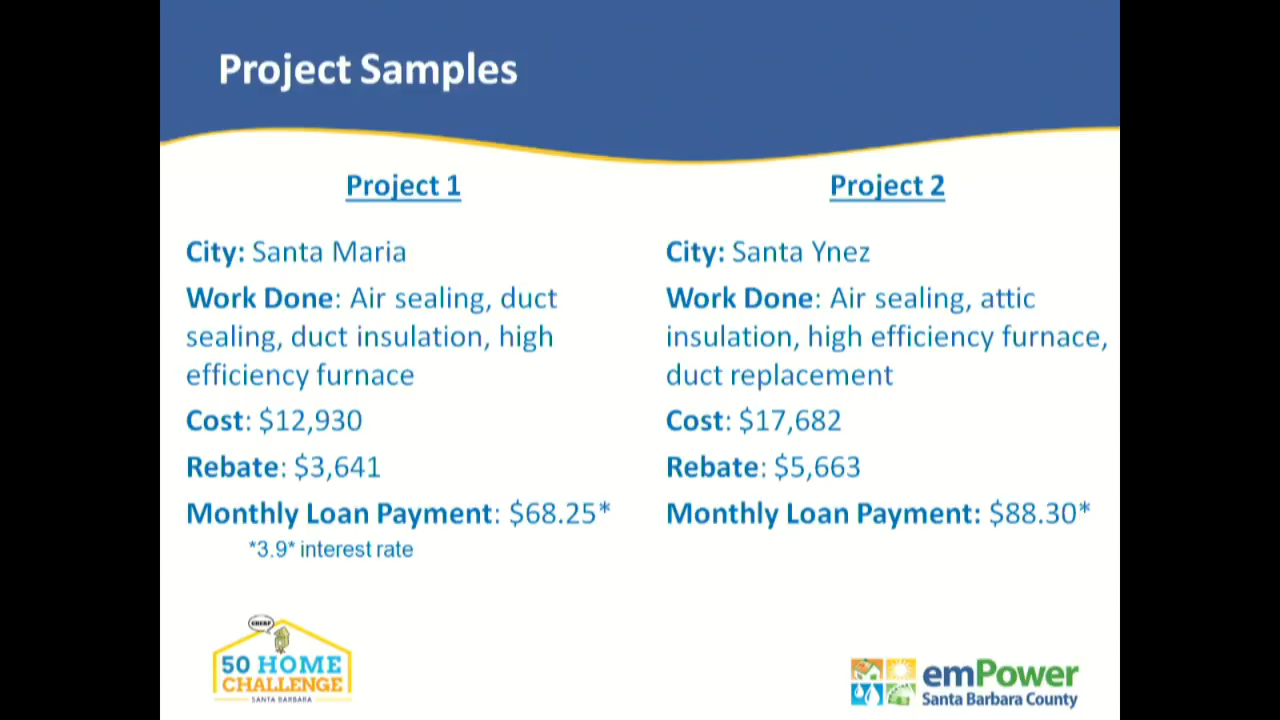 Project Samples
Project 1
City: Santa Maria
Work Done: Air sealing, duct
sealing, duct insulation, high
efficiency furnace
Cost: $12,930
Rebate: $3,641
Monthly Loan Payment: $68.25*
*3.9* interest rate
Project 2
City: Santa Ynez
Work Done: Air sealing, attic
insulation, high efficiency furnace,
duct replacement
Cost: $17,682
Rebate: $5,663
Monthly Loan Payment: $88.30*
CHERP
50 HOME
CHALLENGE
SANTA BARBARA
emPower
Santa Barbara County